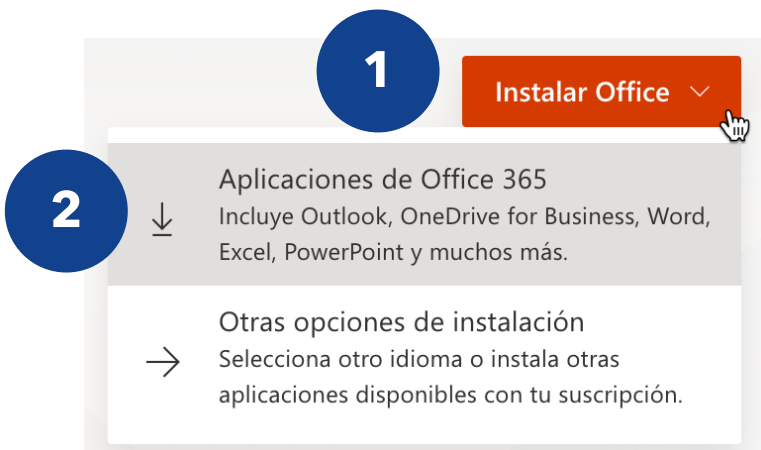 1
Instalar Office
2
Aplicaciones de Office 365
Incluye Outlook, OneDrive for Business, Word,
Excel, PowerPoint y muchos más.
Otras opciones de instalación
Selecciona otro idioma o instala otras
aplicaciones disponibles con tu suscripción.